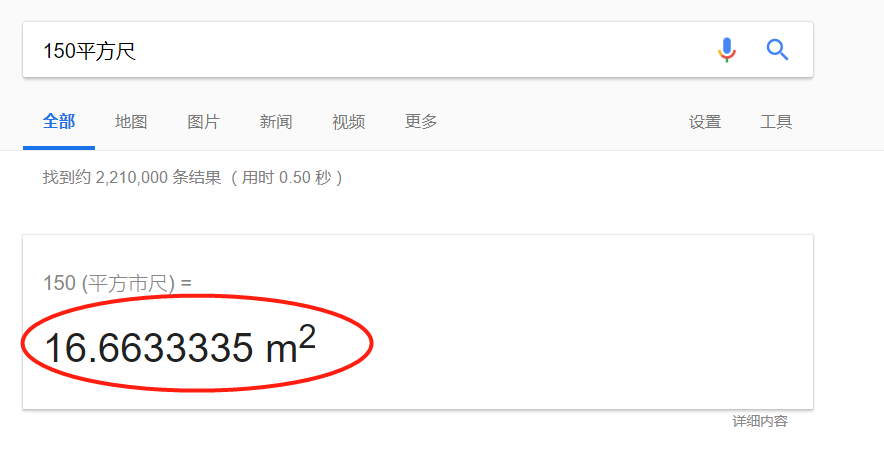 150平方尺
全部 地图 图片 新闻 视频 更多 设置 工具
找到约 2,210,000 条结果 （用时 0.50 秒）
150 (平方市尺) =
16.6633335 m²
详细内容